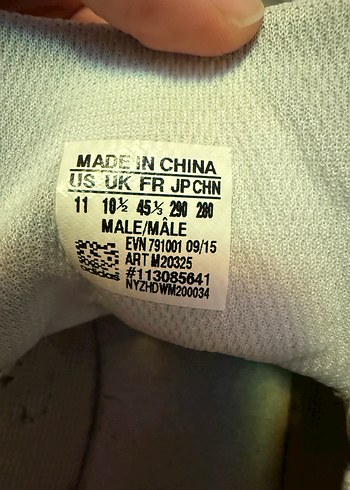 MADE IN CHINA
US UK FR JP CHN
11 10½ 45⅓ 290 280
MALE/MÂLE
EVN 791001 09/15
ART M20325
#113085641
NYZHDWM200034
adidas